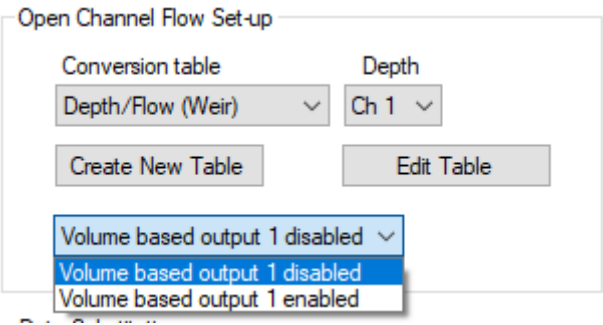 Open Channel Flow Set-up
Conversion table Depth
Depth/Flow (Weir) Ch 1
Create New Table Edit Table
Volume based output 1 disabled
Volume based output 1 disabled
Volume based output 1 enabled